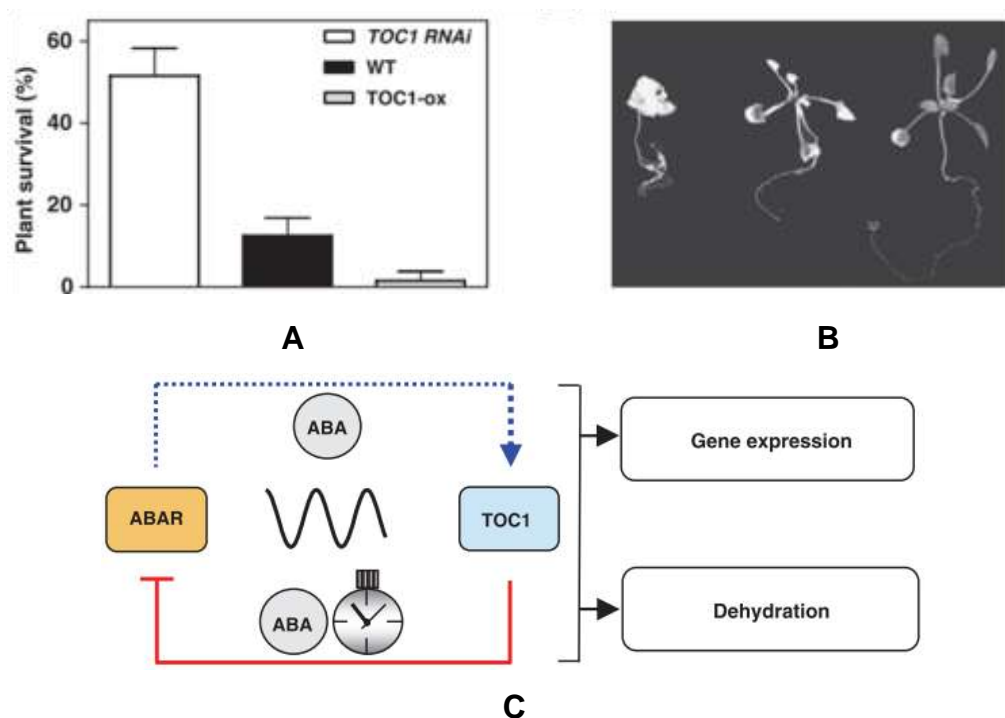 60
40
20
0
Plant survival (%)
TOC1 RNAi
WT
TOC1-ox
A
B
ABA
Gene expression
ABAR
TOC1
ABA
Dehydration
C